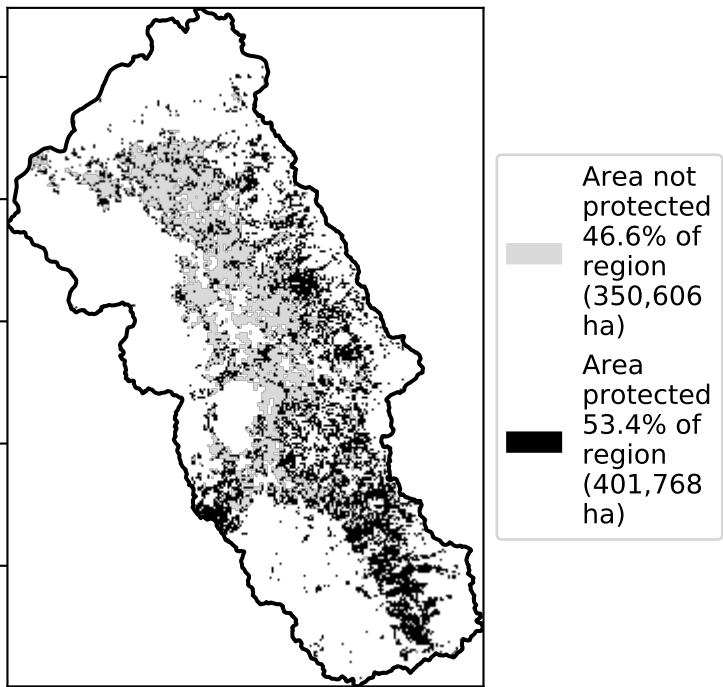 Area not
protected
46.6% of
region
(350,606
ha)
Area
protected
53.4% of
region
(401,768
ha)